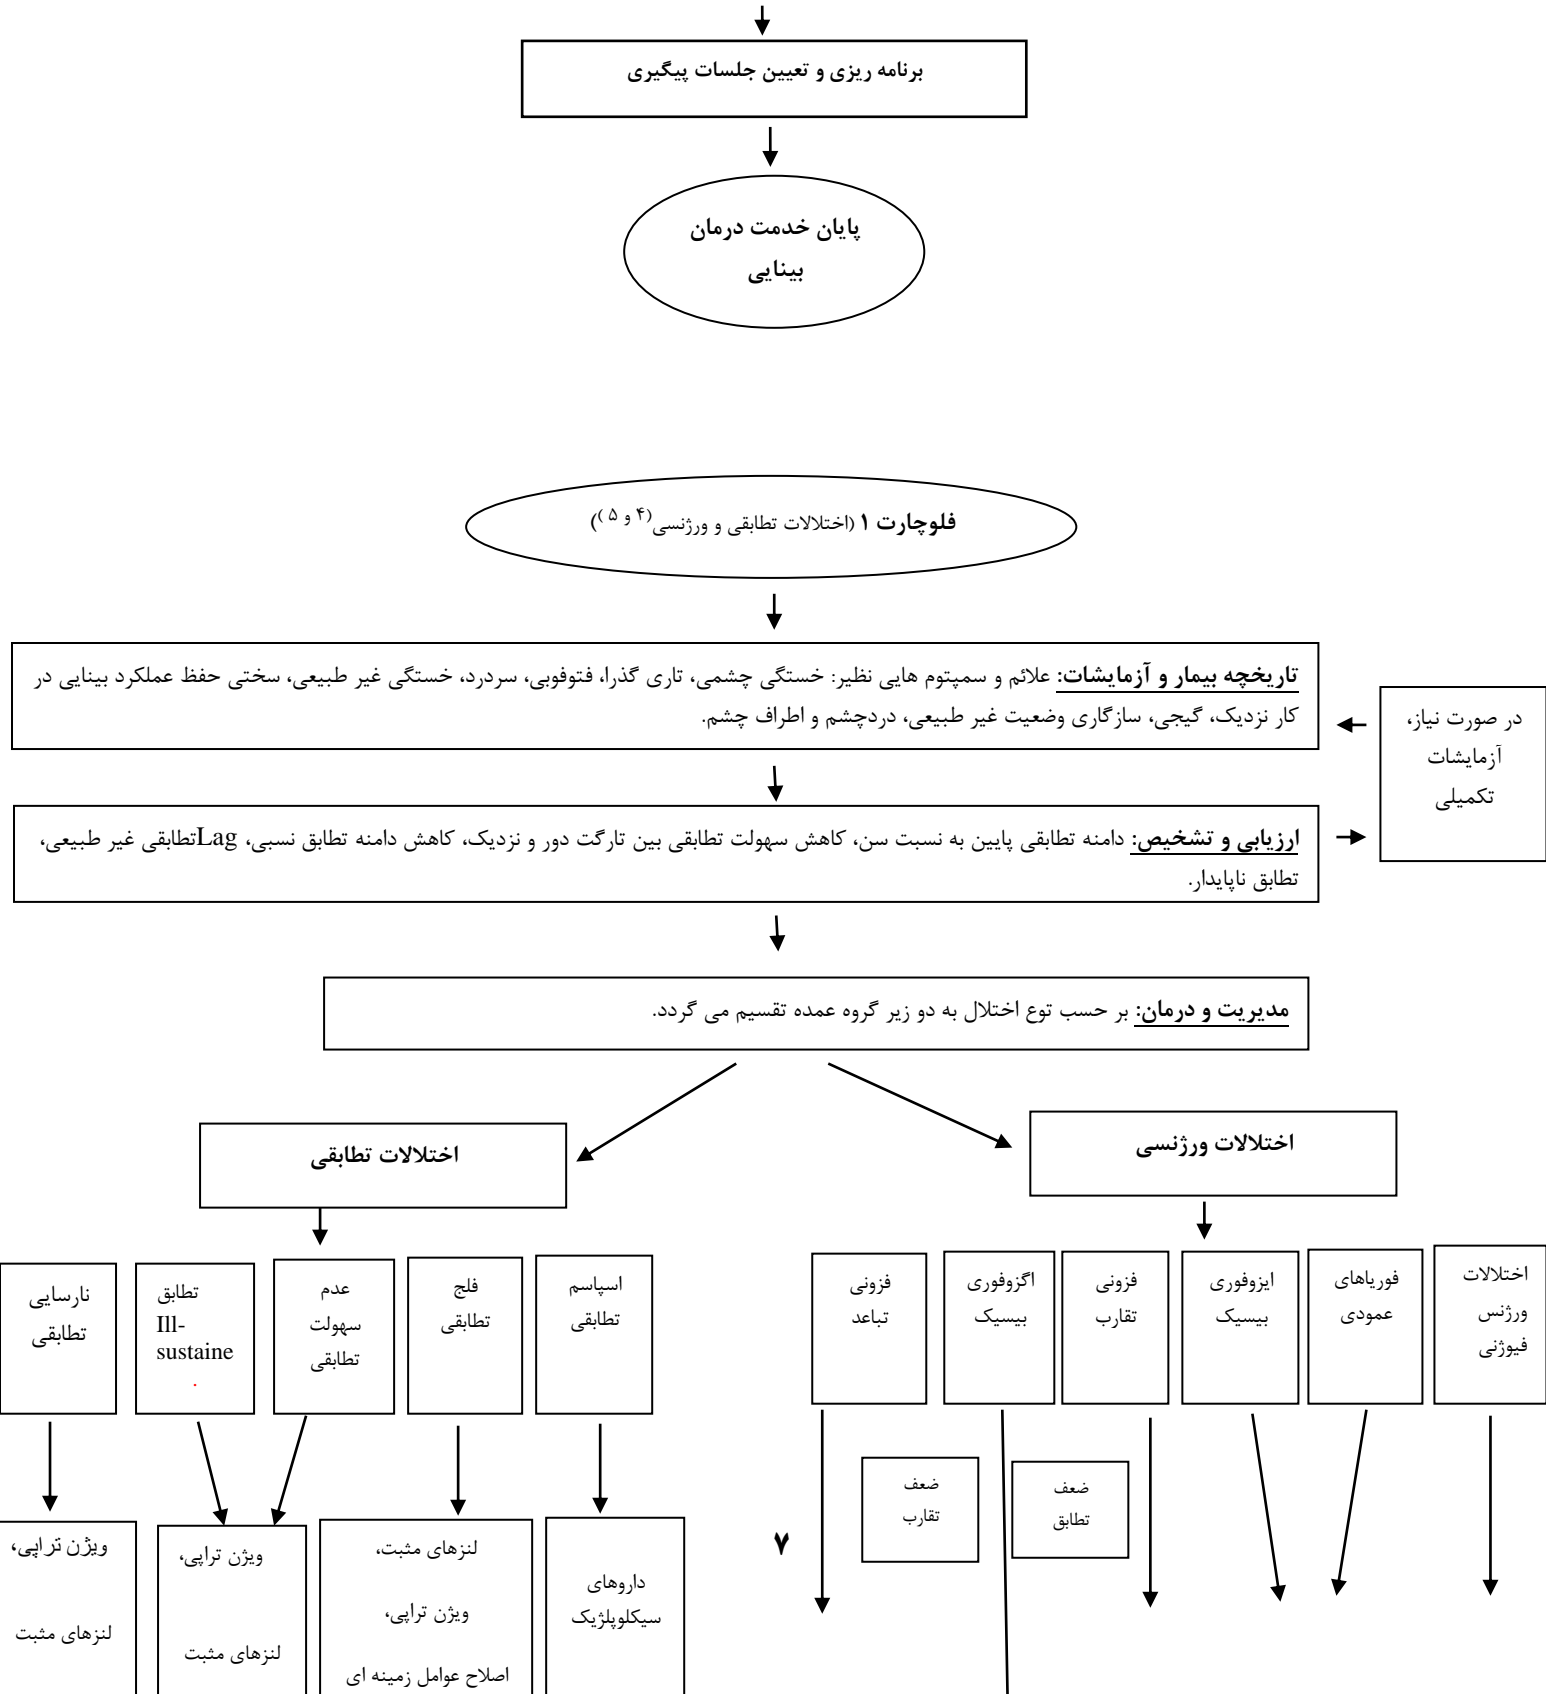 برنامه ریزی و تعیین جلسات پیگیری
پایان خدمت درمان
بینایی
فلوچارت ۱ (اختلالات تطابقی و ورژنسی(۴ و ۵))
تاریخچه بیمار و آزمایشات: علائم و سمپتوم هایی نظیر: خستگی چشمی، تاری گذرا، فتوفوبی، سردرد، خستگی غیر طبیعی، سختی حفظ عملکرد بینایی در
کار نزدیک، گیجی، سازگاری وضعیت غیر طبیعی، دردچشم و اطراف چشم.
در صورت نیاز،
آزمایشات
تکمیلی
ارزیابی و تشخیص: دامنه تطابقی پایین به نسبت سن، کاهش سهولت تطابقی بین تارگت دور و نزدیک، کاهش دامنه تطابق نسبی، Lagتطابقی غیر طبیعی،
تطابق ناپایدار.
مدیریت و درمان: بر حسب توع اختلال به دو زیر گروه عمده تقسیم می گردد.
اختلالات ورژنسی
اختلالات تطابقی
اختلالات
ورژنس
فیوژنی
فوریاهای
عمودی
ایزوفوری
بیسیک
فزونی
تقارب
اگزوفوری
بیسیک
فزونی
تباعد
اسپاسم
تطابقی
فلج
تطابقی
عدم
سهولت
تطابقی
تطابق
Ill-
sustaine
نارسایی
تطابقی
ضعف
تطابق
ضعف
تقارب
داروهای
سیکلوپلژیک
لنزهای مثبت،
ویژن تراپی،
اصلاح عوامل زمینه ای
ویژن تراپی،
لنزهای مثبت
ویژن تراپی،
لنزهای مثبت
۷